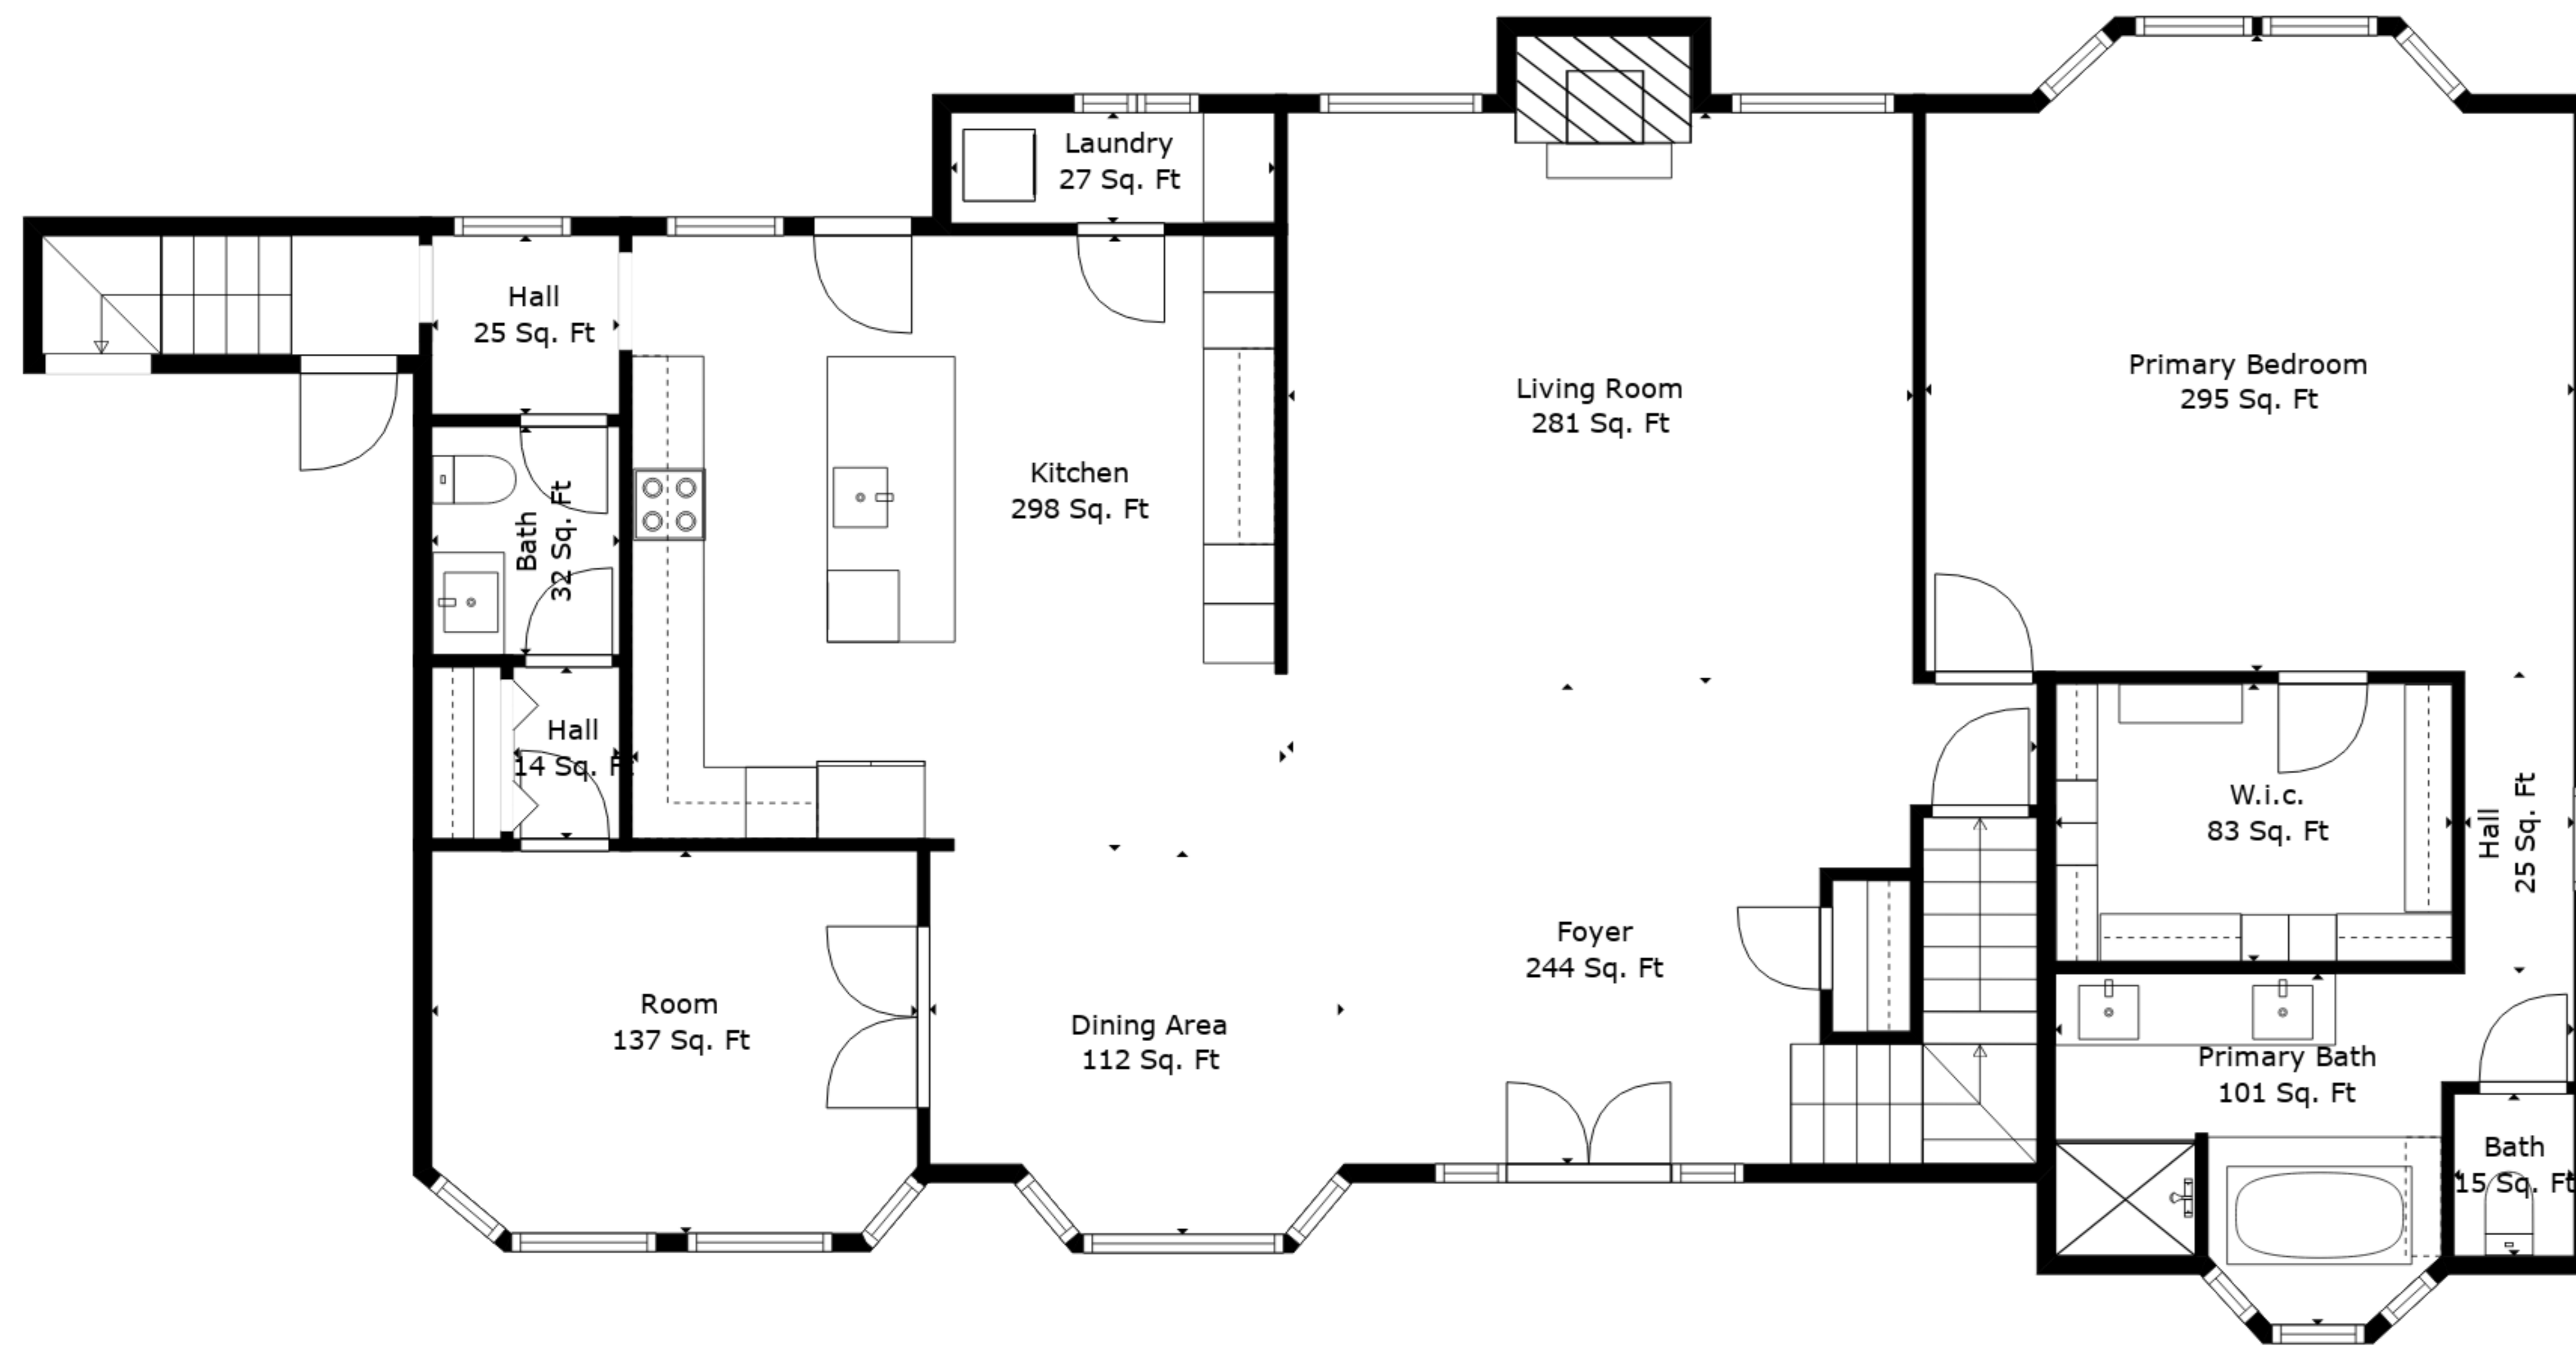 Laundry
27 Sq. Ft
Hall
25 Sq. Ft
Living Room
281 Sq. Ft
Primary Bedroom
295 Sq. Ft
Kitchen
298 Sq. Ft
Bath
32 Sq. Ft
Hall
14 Sq. Ft
W.i.c.
83 Sq. Ft
Hall
25 Sq. Ft
Foyer
244 Sq. Ft
Room
137 Sq. Ft
Dining Area
112 Sq. Ft
Primary Bath
101 Sq. Ft
Bath
15 Sq. Ft